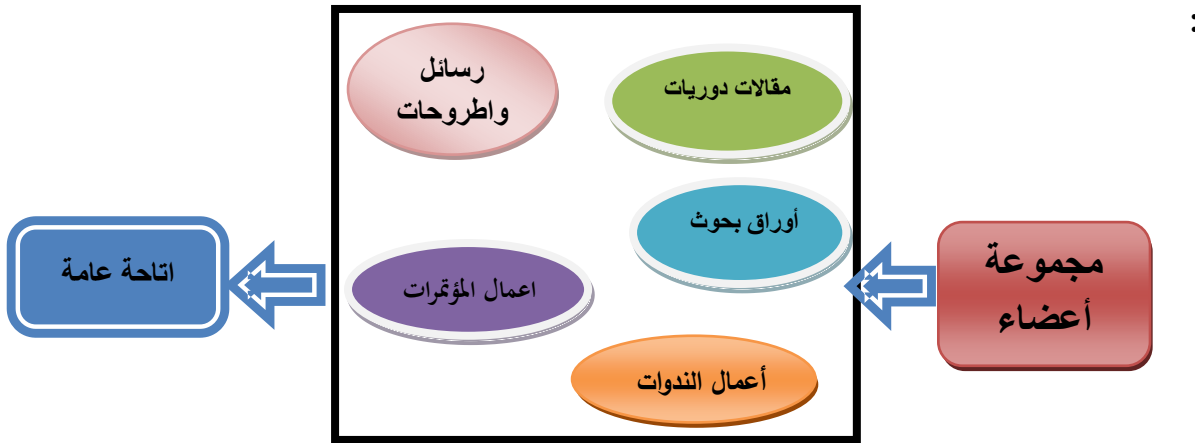 :
مجموعة
أعضاء
مقالات دوريات
رسائل
واطروحات
أوراق بحوث
اعمال المؤتمرات
أعمال الندوات
اتاحة عامة